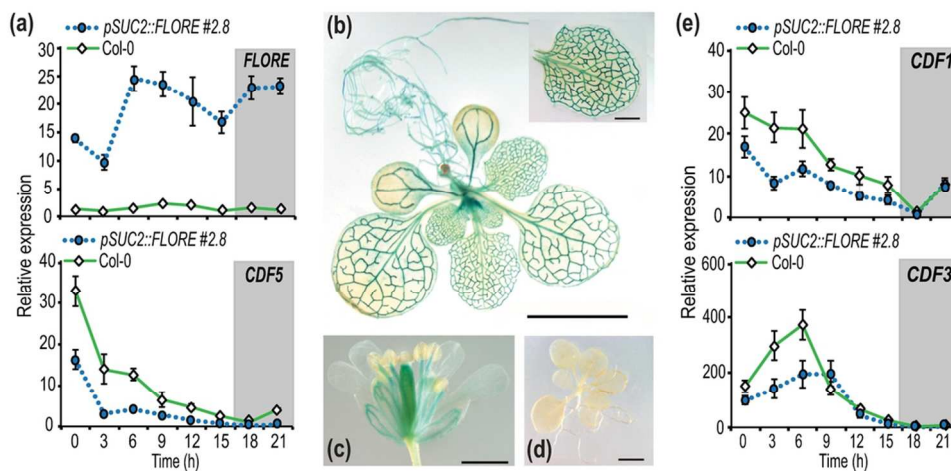 (a)
pSUC2::FLORE #2.8
Col-0
FLORE
30
25
20
15
10
5
0
Relative expression
pSUC2::FLORE #2.8
Col-0
CDF5
40
30
20
10
0
0 3 6 9 12 15 18 21
Time (h)
(b)
(c)
(d)
(e)
pSUC2::FLORE #2.8
Col-0
CDF1
40
30
20
10
0
Relative expression
pSUC2::FLORE #2.8
Col-0
CDF3
600
400
200
0
0 3 6 9 12 15 18 21
Time (h)